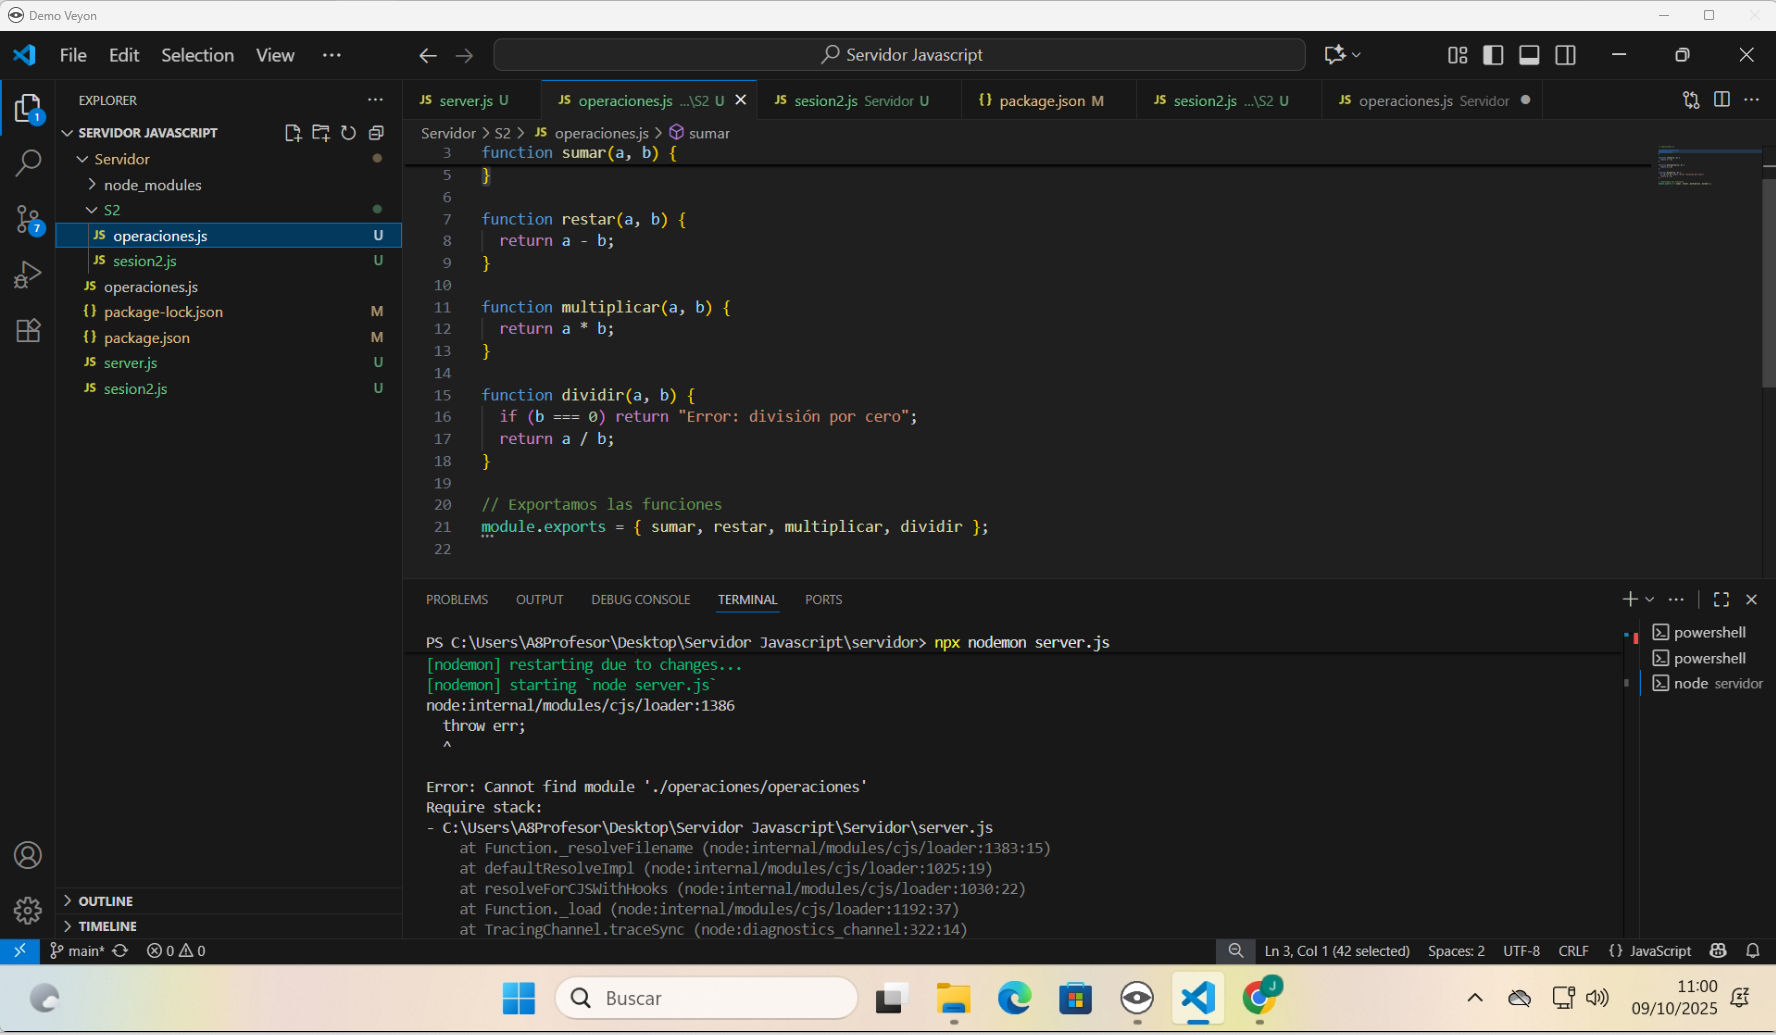 Demo Veyon
File Edit Selection View ··· Servidor Javascript
EXPLORER
SERVIDOR JAVASCRIPT
Servidor
node_modules
S2
JS operaciones.js U
JS sesion2.js U
JS operaciones.js
{} package-lock.json M
{} package.json M
JS server.js U
JS sesion2.js U
OUTLINE
TIMELINE
1
7
JS server.js U JS operaciones.js ...\S2 U JS sesion2.js Servidor U {} package.json M JS sesion2.js ...\S2 U JS operaciones.js Servidor
Servidor > S2 > JS operaciones.js > sumar
3 function sumar(a, b) {
5 }
6
7 function restar(a, b) {
8 return a - b;
9 }
10
11 function multiplicar(a, b) {
12 return a * b;
13 }
14
15 function dividir(a, b) {
16 if (b === 0) return "Error: división por cero";
17 return a / b;
18 }
19
20 // Exportamos las funciones
21 module.exports = { sumar, restar, multiplicar, dividir };
22
PROBLEMS OUTPUT DEBUG CONSOLE TERMINAL PORTS
PS C:\Users\A8Profesor\Desktop\Servidor Javascript\servidor> npx nodemon server.js
[nodemon] restarting due to changes...
[nodemon] starting `node server.js`
node:internal/modules/cjs/loader:1386
throw err;
^
Error: Cannot find module './operaciones/operaciones'
Require stack:
- C:\Users\A8Profesor\Desktop\Servidor Javascript\Servidor\server.js
at Function._resolveFilename (node:internal/modules/cjs/loader:1383:15)
at defaultResolveImpl (node:internal/modules/cjs/loader:1025:19)
at resolveForCJSWithHooks (node:internal/modules/cjs/loader:1030:22)
at Function._load (node:internal/modules/cjs/loader:1192:37)
at TracingChannel.traceSync (node:diagnostics_channel:322:14)
powershell
powershell
node servidor
main* 0 0 Ln 3, Col 1 (42 selected) Spaces: 2 UTF-8 CRLF {} JavaScript
Buscar
J
11:00
09/10/2025